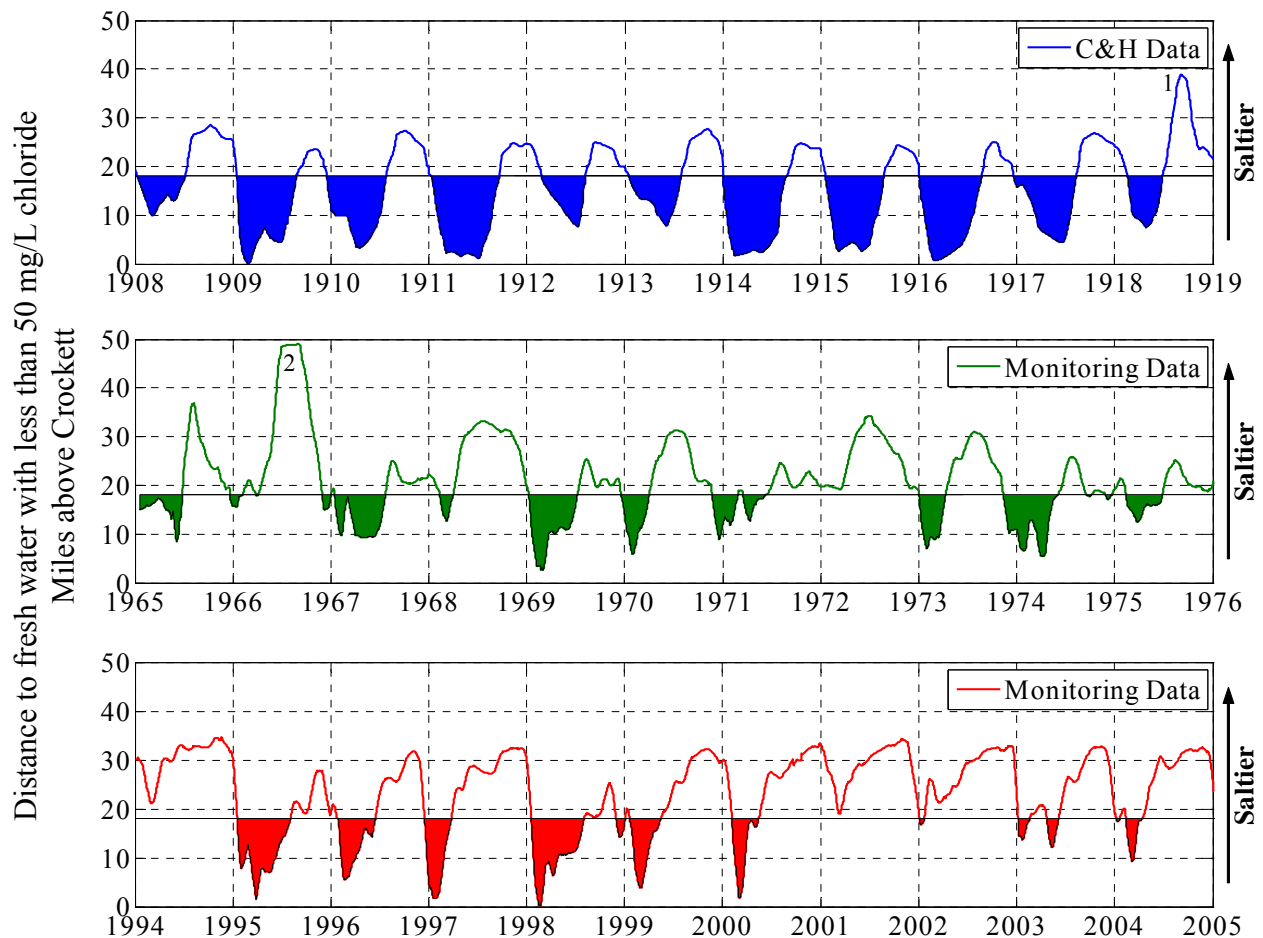 Distance to fresh water with less than 50 mg/L chloride
Miles above Crockett
50
40
30
20
10
0
C&H Data
1
Saltier
1908 1909 1910 1911 1912 1913 1914 1915 1916 1917 1918 1919
50
40
30
20
10
0
Monitoring Data
2
Saltier
1965 1966 1967 1968 1969 1970 1971 1972 1973 1974 1975 1976
50
40
30
20
10
0
Monitoring Data
Saltier
1994 1995 1996 1997 1998 1999 2000 2001 2002 2003 2004 2005